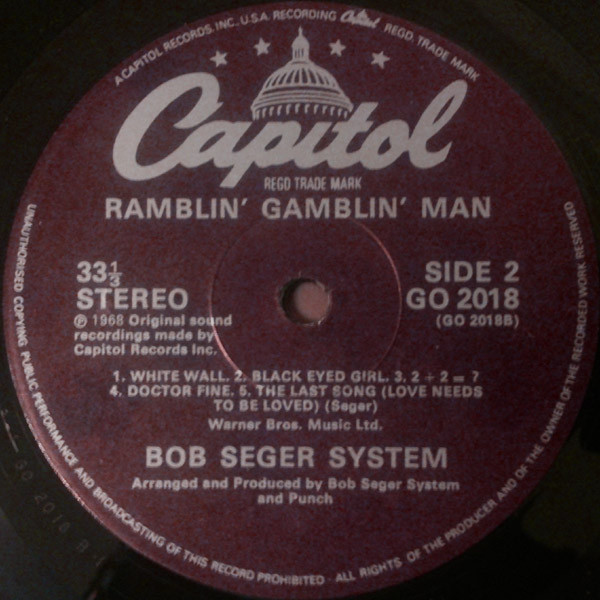 A CAPITOL RECORDS, INC., U.S.A. RECORDING Capitol REGD. TRADE MARK
Capitol
REGD TRADE MARK
RAMBLIN' GAMBLIN' MAN
33⅓
STEREO
℗ 1968 Original sound
recordings made by
Capitol Records Inc.
SIDE 2
GO 2018
(GO 2018B)
1. WHITE WALL. 2. BLACK EYED GIRL. 3. 2 + 2 = ?
4. DOCTOR FINE. 5. THE LAST SONG (LOVE NEEDS
TO BE LOVED) (Seger)
Warner Bros. Music Ltd.
BOB SEGER SYSTEM
Arranged and Produced by Bob Seger System
and Punch
UNAUTHORISED COPYING PUBLIC PERFORMANCE AND BROADCASTING OF THIS RECORD PROHIBITED · ALL RIGHTS OF THE PRODUCER AND OF THE OWNER OF THE RECORDED WORK RESERVED
GO 2018 B